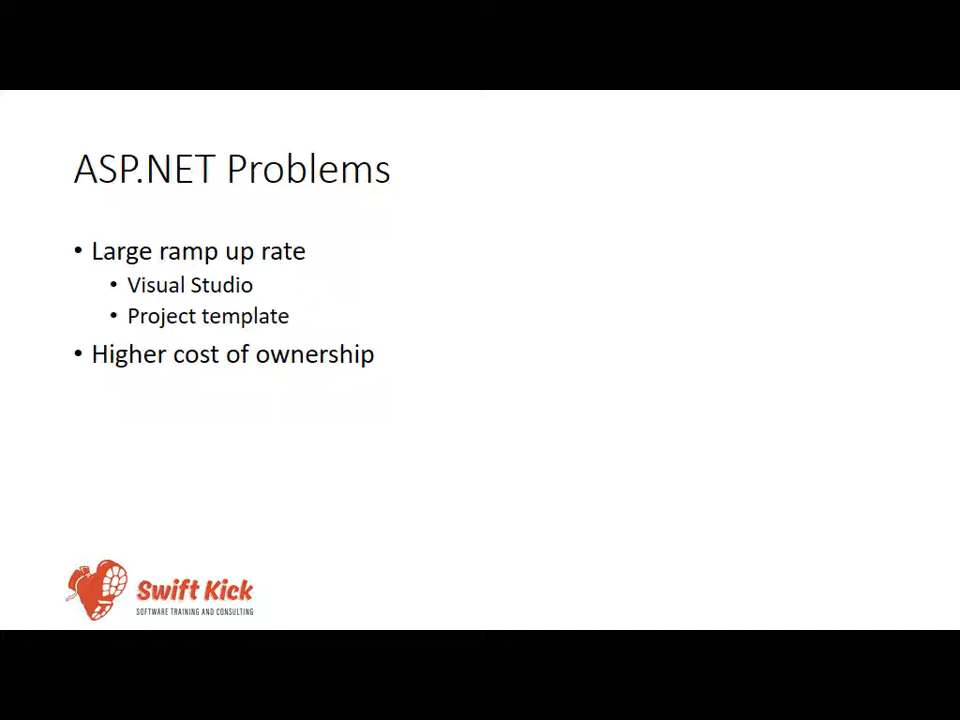 ASP.NET Problems
• Large ramp up rate
• Visual Studio
• Project template
• Higher cost of ownership
Swift Kick
SOFTWARE TRAINING AND CONSULTING